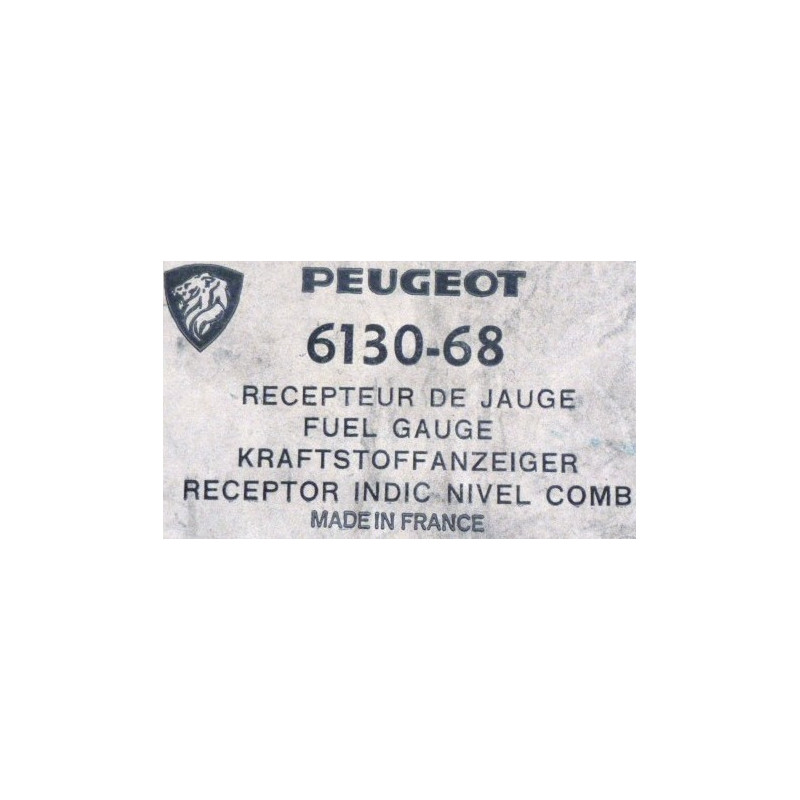 PEUGEOT
6130-68
RECEPTEUR DE JAUGE
FUEL GAUGE
KRAFTSTOFFANZEIGER
RECEPTOR INDIC NIVEL COMB
MADE IN FRANCE